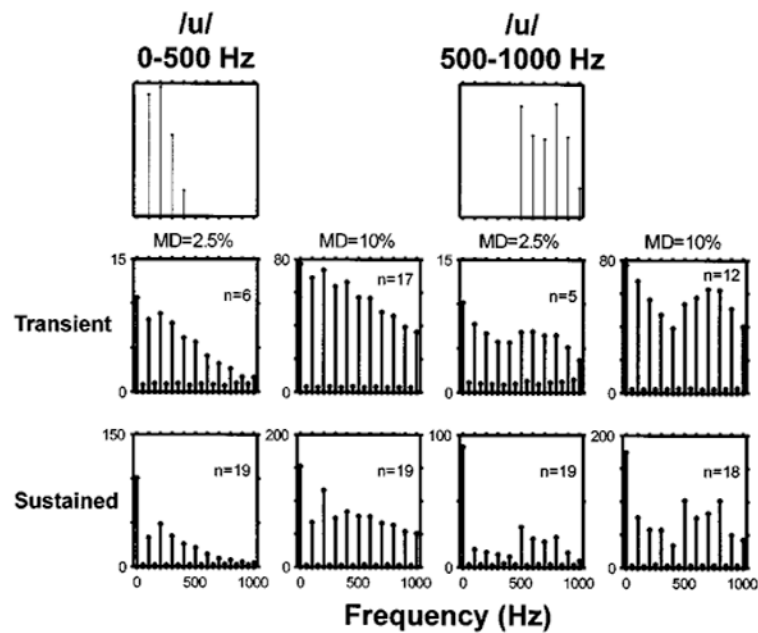 /u/
0-500 Hz
/u/
500-1000 Hz
MD=2.5%
MD=10%
MD=2.5%
MD=10%
Transient
15
0
n=6
80
0
n=17
15
0
n=5
80
0
n=12
Sustained
150
0
n=19
200
0
n=19
100
0
n=19
200
0
n=18
0 500 1000
0 500 1000
0 500 1000
0 500 1000
Frequency (Hz)